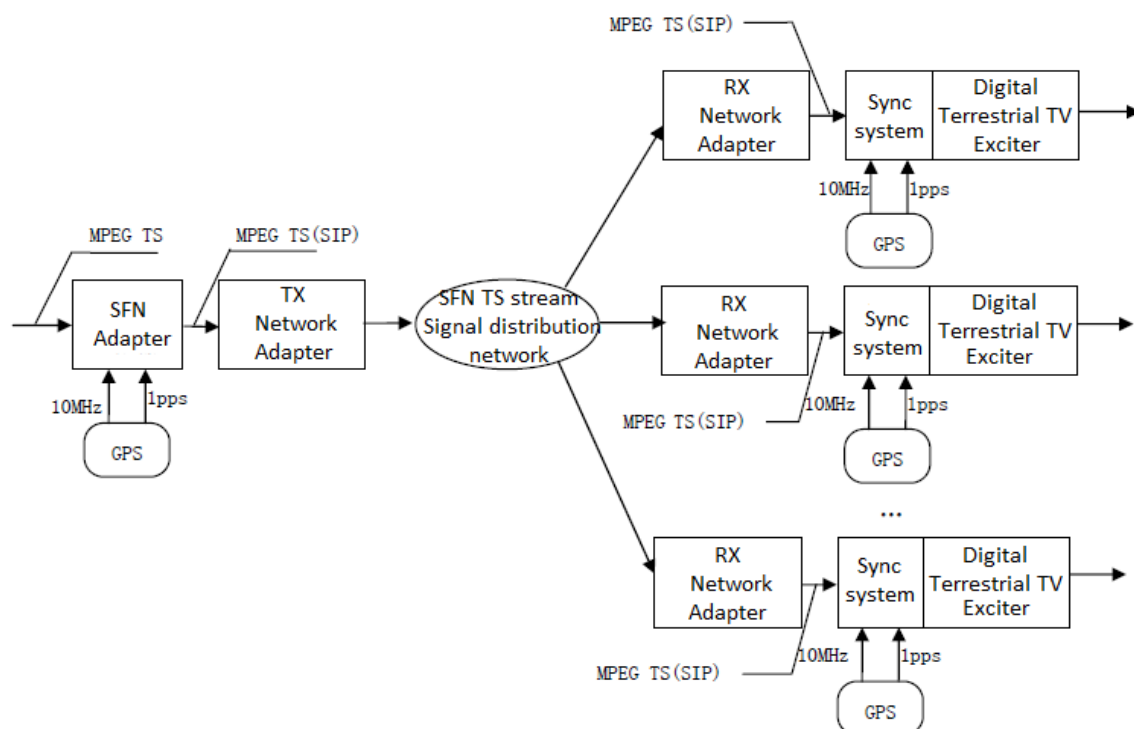 MPEG TS(SIP)
RX
Network
Adapter
Sync
system
Digital
Terrestrial TV
Exciter
10MHz
1pps
GPS
MPEG TS
MPEG TS(SIP)
SFN
Adapter
TX
Network
Adapter
10MHz
1pps
GPS
SFN TS stream
Signal distribution
network
RX
Network
Adapter
Sync
system
Digital
Terrestrial TV
Exciter
MPEG TS(SIP)
10MHz
1pps
GPS
...
RX
Network
Adapter
Sync
system
Digital
Terrestrial TV
Exciter
MPEG TS(SIP)
10MHz
1pps
GPS